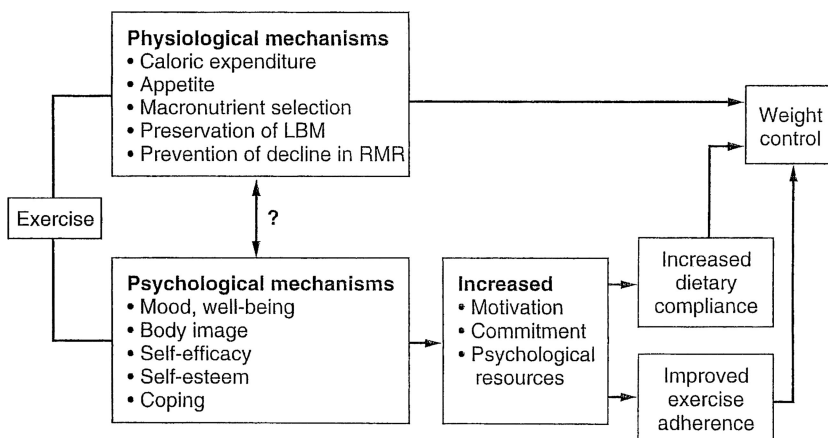 Physiological mechanisms
• Caloric expenditure
• Appetite
• Macronutrient selection
• Preservation of LBM
• Prevention of decline in RMR
Weight
control
Exercise
?
Psychological mechanisms
• Mood, well-being
• Body image
• Self-efficacy
• Self-esteem
• Coping
Increased
• Motivation
• Commitment
• Psychological
resources
Increased
dietary
compliance
Improved
exercise
adherence